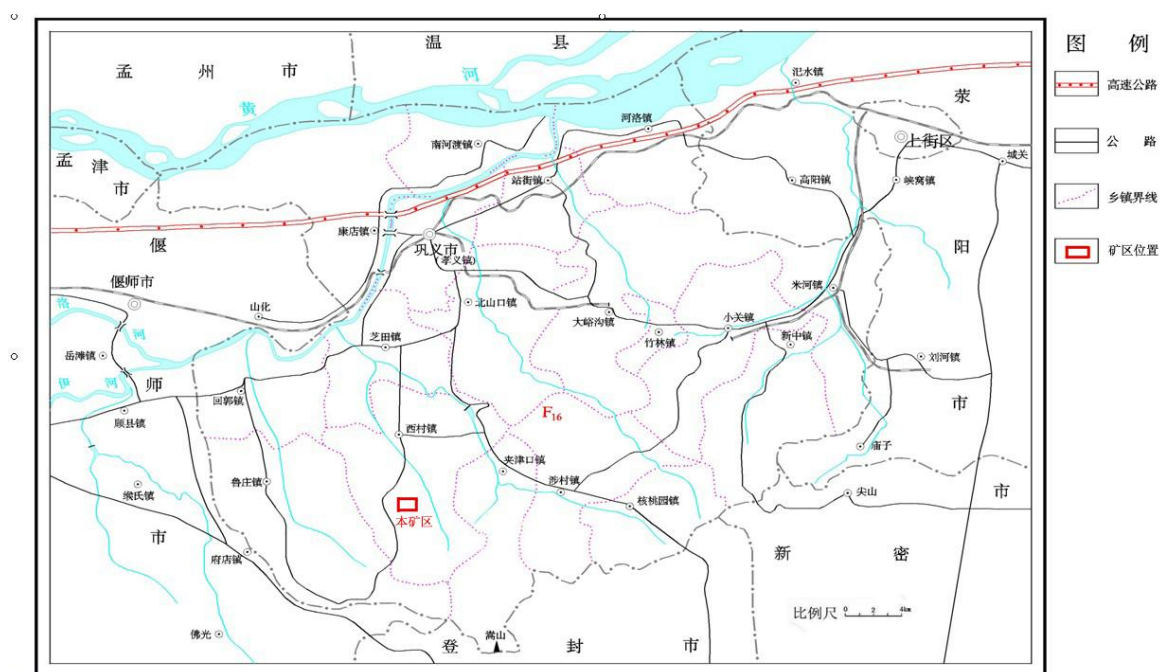 温 县
孟 州 市
黄
河
汜水镇
荥
河洛镇
南河渡镇
上街区
城关
孟津市
站街镇
高阳镇
峡窝镇
康店镇
巩义市
(孝义镇)
偃
阳
偃师市
山化
北山口镇
大峪沟镇
米河镇
小关镇
竹林镇
新中镇
刘河镇
洛
河
岳滩镇
伊 河
师
芝田镇
回郭镇
顾县镇
F16
市
西村镇
夹津口镇
庙子
缑氏镇
鲁庄镇
涉村镇
核桃园镇
尖山
市
本矿区
市
府店镇
新 密
比例尺 0 2 4km
佛光
登 封 市
嵩山
图 例
高速公路
公 路
乡镇界线
矿区位置